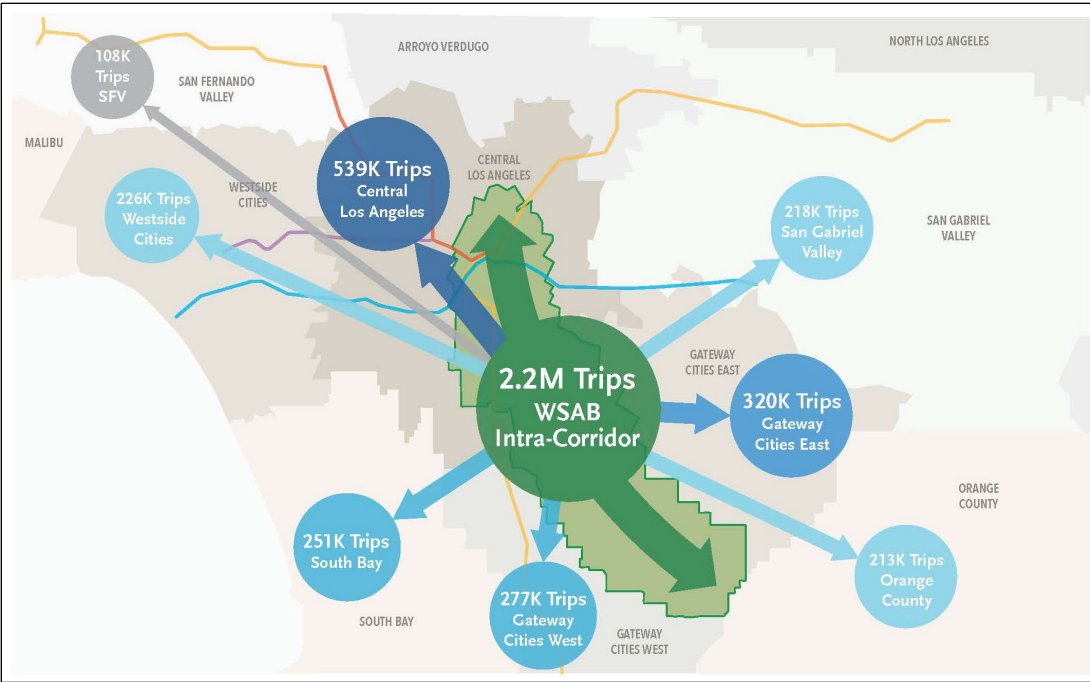 ARROYO VERDUGO
NORTH LOS ANGELES
108K
Trips
SFV
SAN FERNANDO
VALLEY
MALIBU
539K Trips
Central
Los Angeles
CENTRAL
LOS ANGELES
WESTSIDE
CITIES
226K Trips
Westside
Cities
218K Trips
San Gabriel
Valley
SAN GABRIEL
VALLEY
GATEWAY
CITIES EAST
2.2M Trips
WSAB
Intra-Corridor
320K Trips
Gateway
Cities East
ORANGE
COUNTY
251K Trips
South Bay
213K Trips
Orange
County
277K Trips
Gateway
Cities West
SOUTH BAY
GATEWAY
CITIES WEST